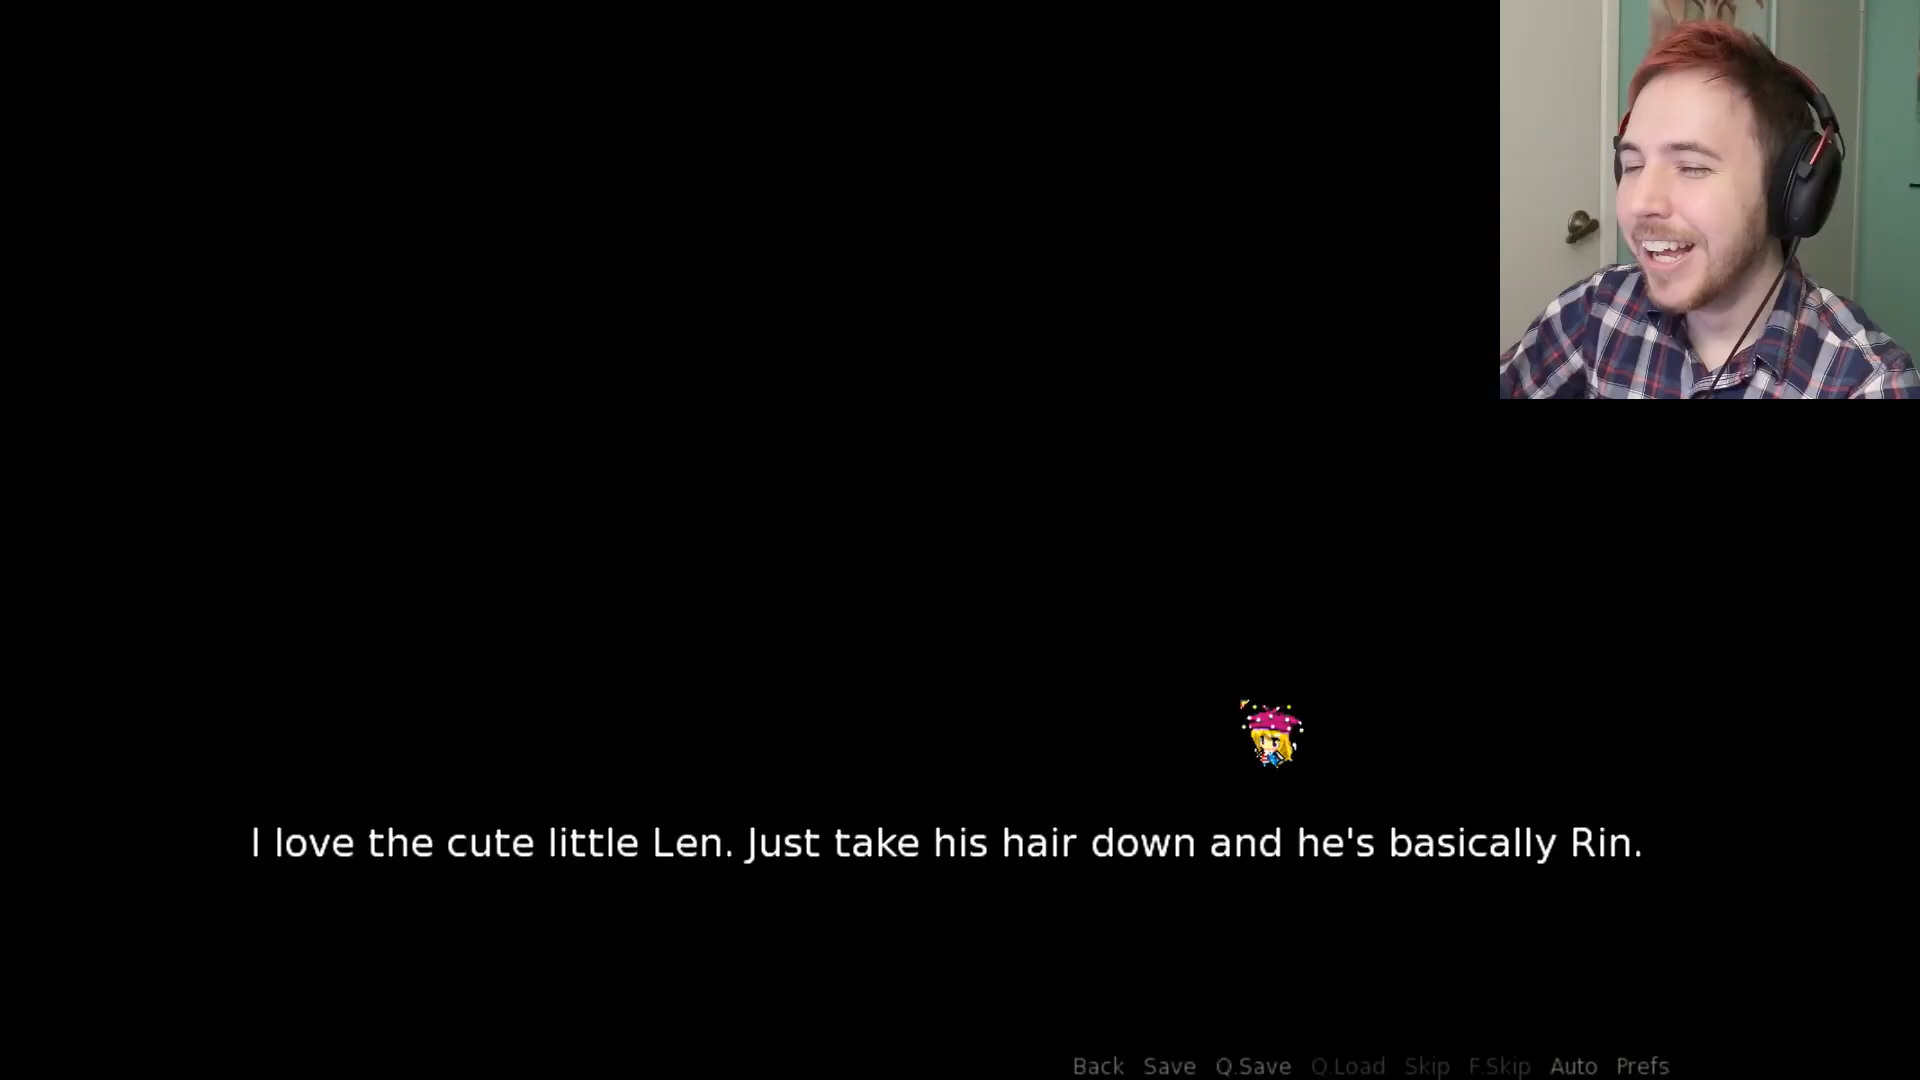 I love the cute little Len. Just take his hair down and he's basically Rin.
Back Save Q.Save Q.Load Skip F.Skip Auto Prefs